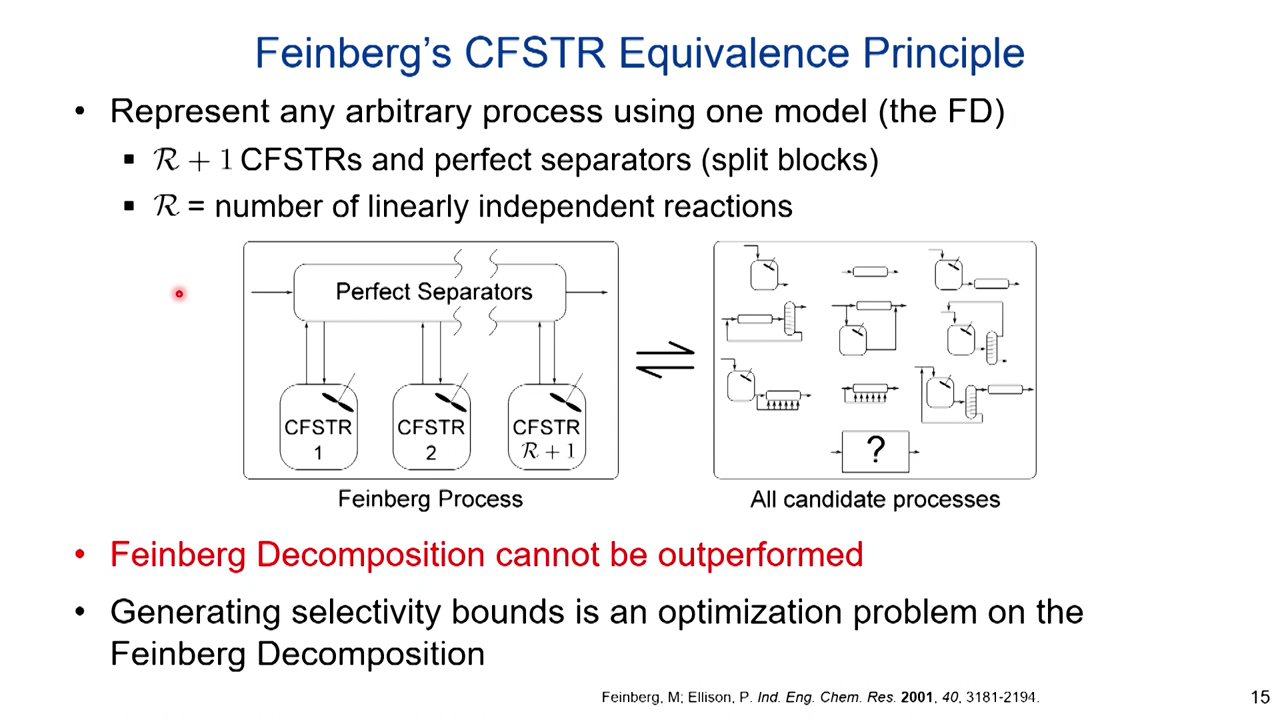 Feinberg's CFSTR Equivalence Principle
• Represent any arbitrary process using one model (the FD)
▪ ℛ + 1 CFSTRs and perfect separators (split blocks)
▪ ℛ = number of linearly independent reactions
Perfect Separators
CFSTR
1
CFSTR
2
CFSTR
ℛ + 1
Feinberg Process
?
All candidate processes
• Feinberg Decomposition cannot be outperformed
• Generating selectivity bounds is an optimization problem on the
Feinberg Decomposition
Feinberg, M; Ellison, P. Ind. Eng. Chem. Res. 2001, 40, 3181-2194.
15